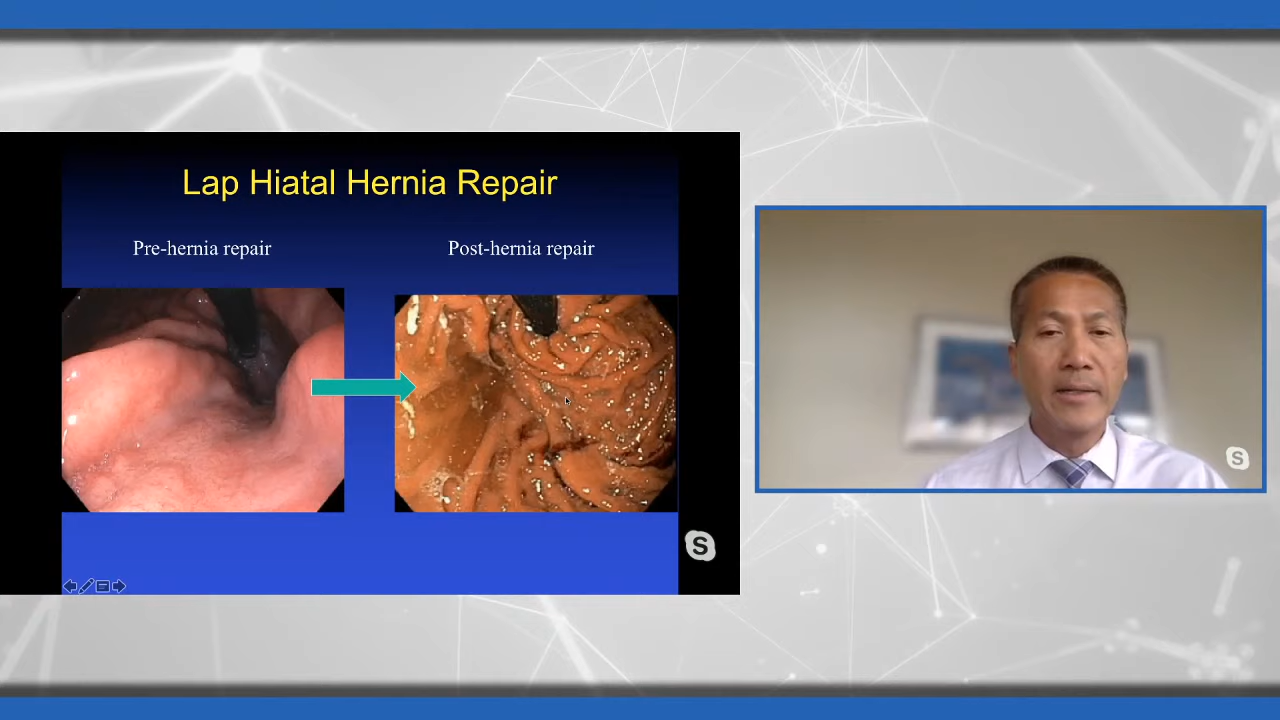 Lap Hiatal Hernia Repair
Pre-hernia repair
Post-hernia repair
S
S